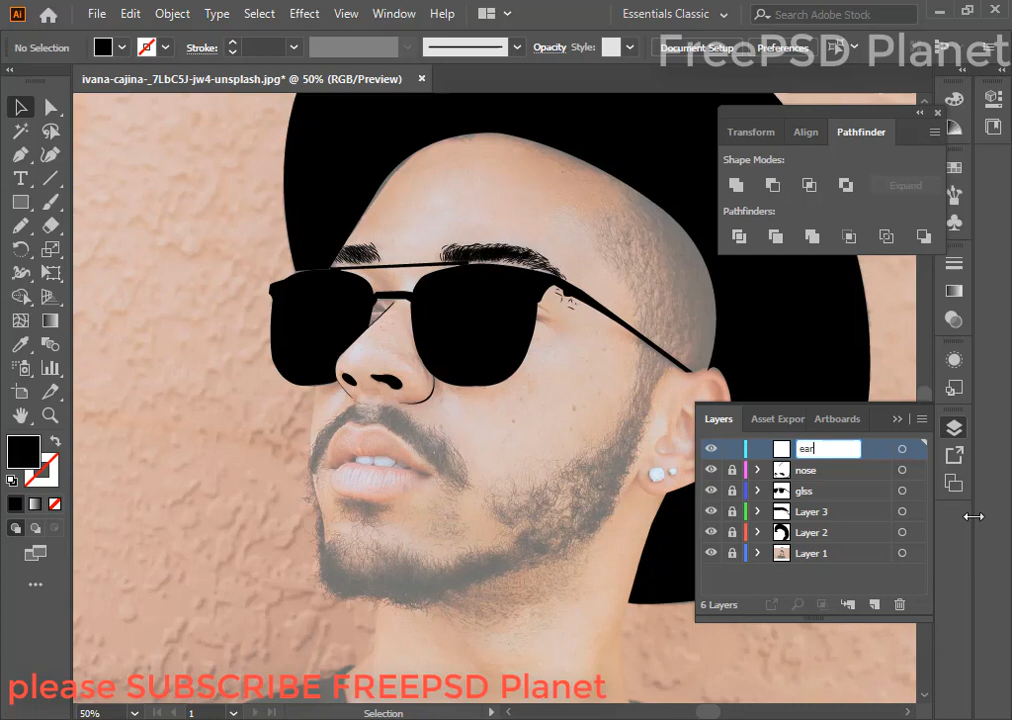 Ai
File Edit Object Type Select Effect View Window Help
Essentials Classic
Search Adobe Stock
No Selection
Stroke:
Opacity Style:
Document Setup
Preferences
FreePSD Planet
ivana-cajina-_7LbC5J-jw4-unsplash.jpg* @ 50% (RGB/Preview)
Transform Align Pathfinder
Shape Modes:
Expand
Pathfinders:
Layers Asset Expor Artboards
ear
nose
glss
Layer 3
Layer 2
Layer 1
6 Layers
please SUBSCRIBE FREEPSD Planet
50%
1
Selection